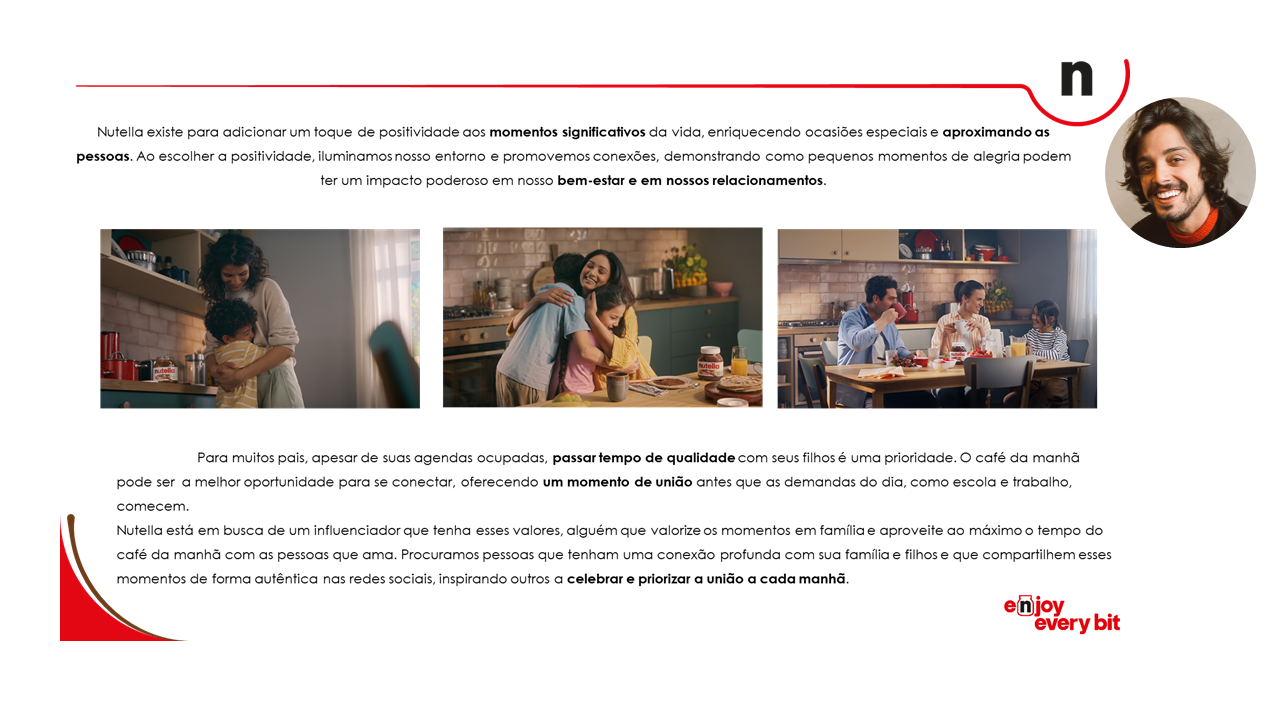 n
Nutella existe para adicionar um toque de positividade aos momentos significativos da vida, enriquecendo ocasiões especiais e aproximando as
pessoas. Ao escolher a positividade, iluminamos nosso entorno e promovemos conexões, demonstrando como pequenos momentos de alegria podem
ter um impacto poderoso em nosso bem-estar e em nossos relacionamentos.
nutella
nutella
nutella
Para muitos pais, apesar de suas agendas ocupadas, passar tempo de qualidade com seus filhos é uma prioridade. O café da manhã
pode ser a melhor oportunidade para se conectar, oferecendo um momento de união antes que as demandas do dia, como escola e trabalho,
comecem.
Nutella está em busca de um influenciador que tenha esses valores, alguém que valorize os momentos em família e aproveite ao máximo o tempo do
café da manhã com as pessoas que ama. Procuramos pessoas que tenham uma conexão profunda com sua família e filhos e que compartilhem esses
momentos de forma autêntica nas redes sociais, inspirando outros a celebrar e priorizar a união a cada manhã.
enjoy
every bit